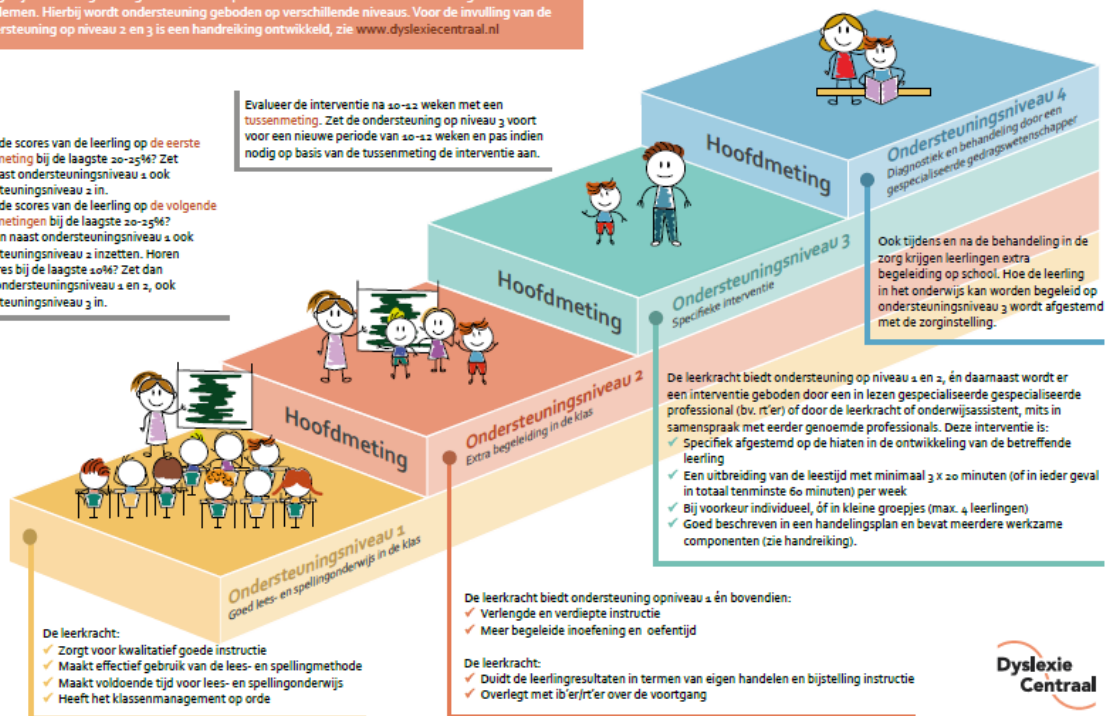 lemen. Hierbij wordt ondersteuning geboden op verschillende niveaus. Voor de invulling van de
ersteuning op niveau 2 en 3 is een handreiking ontwikkeld, zie www.dyslexiecentraal.nl
de scores van de leerling op de eerste
meting bij de laagste 20-25%? Zet
ast ondersteuningsniveau 1 ook
teuningsniveau 2 in.
de scores van de leerling op de volgende
metingen bij de laagste 20-25%?
n naast ondersteuningsniveau 1 ook
teuningsniveau 2 inzetten. Horen
res bij de laagste 10%? Zet dan
ondersteuningsniveau 1 en 2, ook
teuningsniveau 3 in.
Evalueer de interventie na 10-12 weken met een
tussenmeting. Zet de ondersteuning op niveau 3 voort
voor een nieuwe periode van 10-12 weken en pas indien
nodig op basis van de tussenmeting de interventie aan.
Hoofdmeting
Ondersteuningsniveau 4
Diagnostiek en behandeling door een
gespecialiseerde gedragswetenschapper
Ook tijdens en na de behandeling in de
zorg krijgen leerlingen extra
begeleiding op school. Hoe de leerling
in het onderwijs kan worden begeleid op
ondersteuningsniveau 3 wordt afgestemd
met de zorginstelling.
Hoofdmeting
Ondersteuningsniveau 3
Specifieke interventie
De leerkracht biedt ondersteuning op niveau 1 en 2, én daarnaast wordt er
een interventie geboden door een in lezen gespecialiseerde gespecialiseerde
professional (bv. rt'er) of door de leerkracht of onderwijsassistent, mits in
samenspraak met eerder genoemde professionals. Deze interventie is:
✓ Specifiek afgestemd op de hiaten in de ontwikkeling van de betreffende
leerling
✓ Een uitbreiding van de leestijd met minimaal 3 x 20 minuten (of in ieder geval
in totaal tenminste 60 minuten) per week
✓ Bij voorkeur individueel, óf in kleine groepjes (max. 4 leerlingen)
✓ Goed beschreven in een handelingsplan en bevat meerdere werkzame
componenten (zie handreiking).
Hoofdmeting
Ondersteuningsniveau 2
Extra begeleiding in de klas
De leerkracht biedt ondersteuning opniveau 1 én bovendien:
✓ Verlengde en verdiepte instructie
✓ Meer begeleide inoefening en oefentijd
De leerkracht:
✓ Duidt de leerlingresultaten in termen van eigen handelen en bijstelling instructie
✓ Overlegt met ib'er/rt'er over de voortgang
Ondersteuningsniveau 1
Goed lees- en spellingonderwijs in de klas
De leerkracht:
✓ Zorgt voor kwalitatief goede instructie
✓ Maakt effectief gebruik van de lees- en spellingmethode
✓ Maakt voldoende tijd voor lees- en spellingonderwijs
✓ Heeft het klassenmanagement op orde
Dyslexie
Centraal